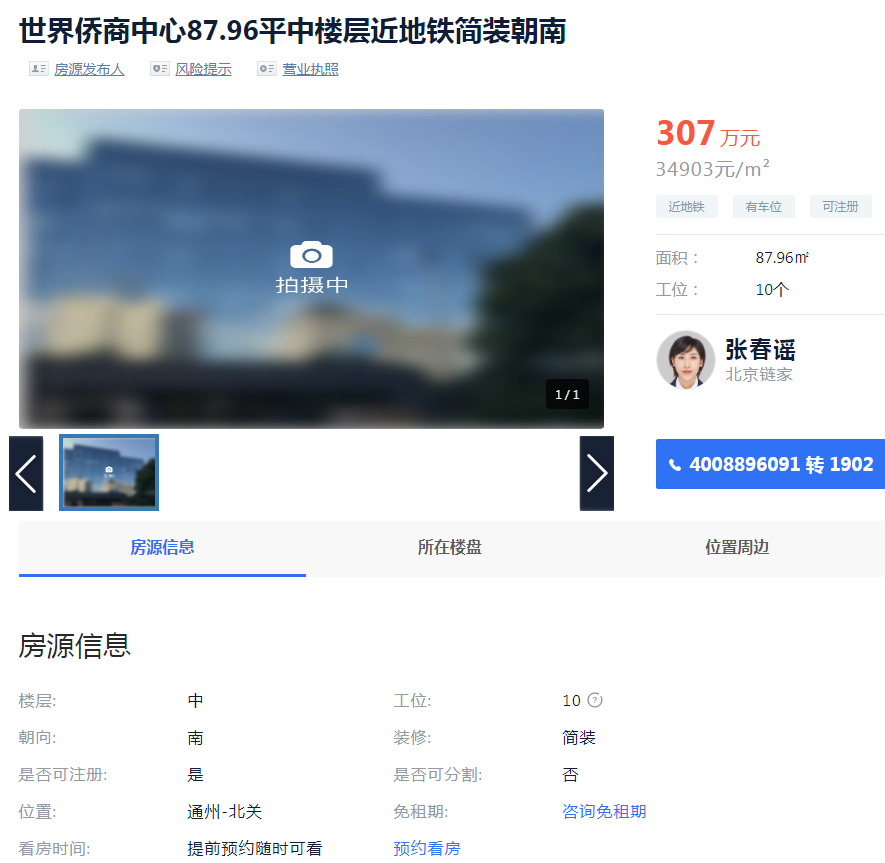 世界侨商中心87.96平中楼层近地铁简装朝南
房源发布人 风险提示 营业执照
307万元
34903元/m²
近地铁 有车位 可注册
面积： 87.96㎡
工位： 10个
拍摄中
1/1
张春谣
北京链家
4008896091 转 1902
房源信息 所在楼盘 位置周边
房源信息
楼层: 中 工位: 10
朝向: 南 装修: 简装
是否可注册: 是 是否可分割: 否
位置: 通州-北关 免租期: 咨询免租期
看房时间: 提前预约随时可看 预约看房